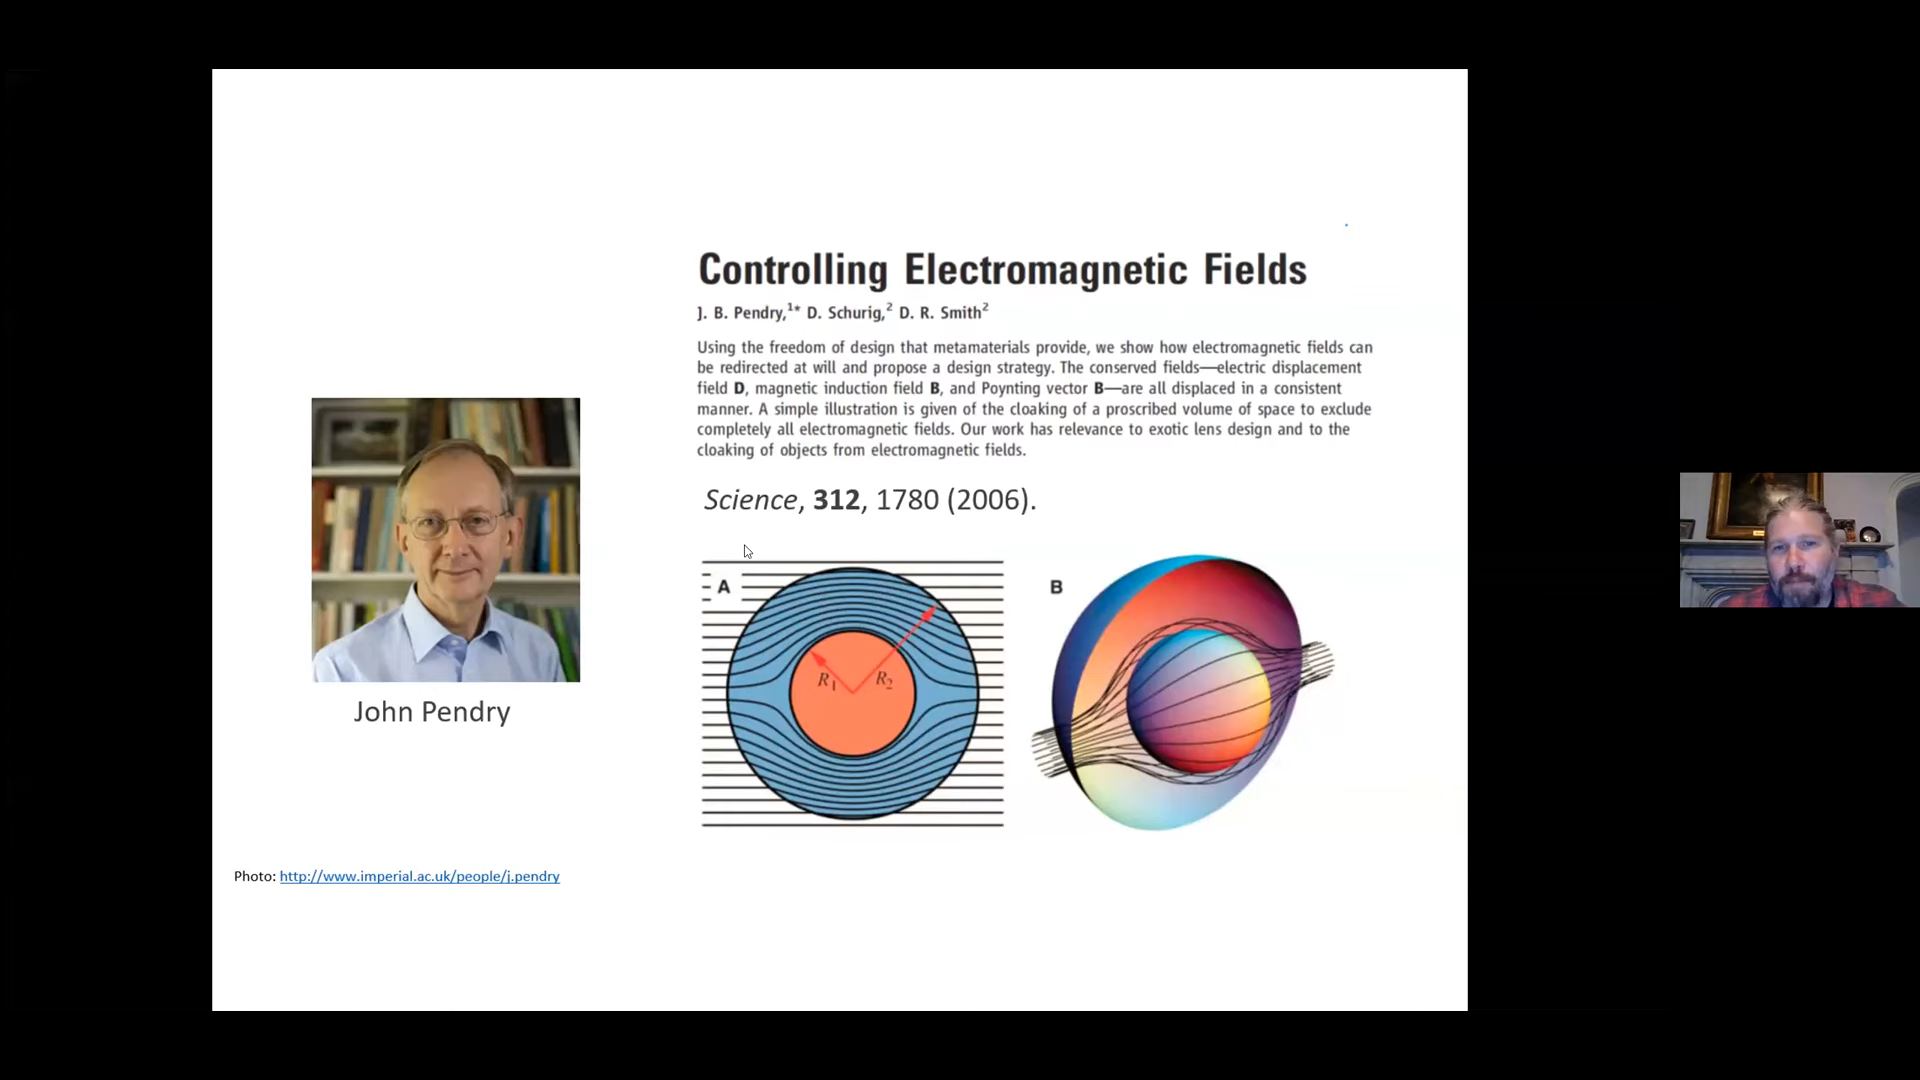 Controlling Electromagnetic Fields
J. B. Pendry,¹* D. Schurig,² D. R. Smith²
Using the freedom of design that metamaterials provide, we show how electromagnetic fields can
be redirected at will and propose a design strategy. The conserved fields—electric displacement
field D, magnetic induction field B, and Poynting vector B—are all displaced in a consistent
manner. A simple illustration is given of the cloaking of a proscribed volume of space to exclude
completely all electromagnetic fields. Our work has relevance to exotic lens design and to the
cloaking of objects from electromagnetic fields.
Science, 312, 1780 (2006).
A
R₁
R₂
B
John Pendry
Photo: http://www.imperial.ac.uk/people/j.pendry